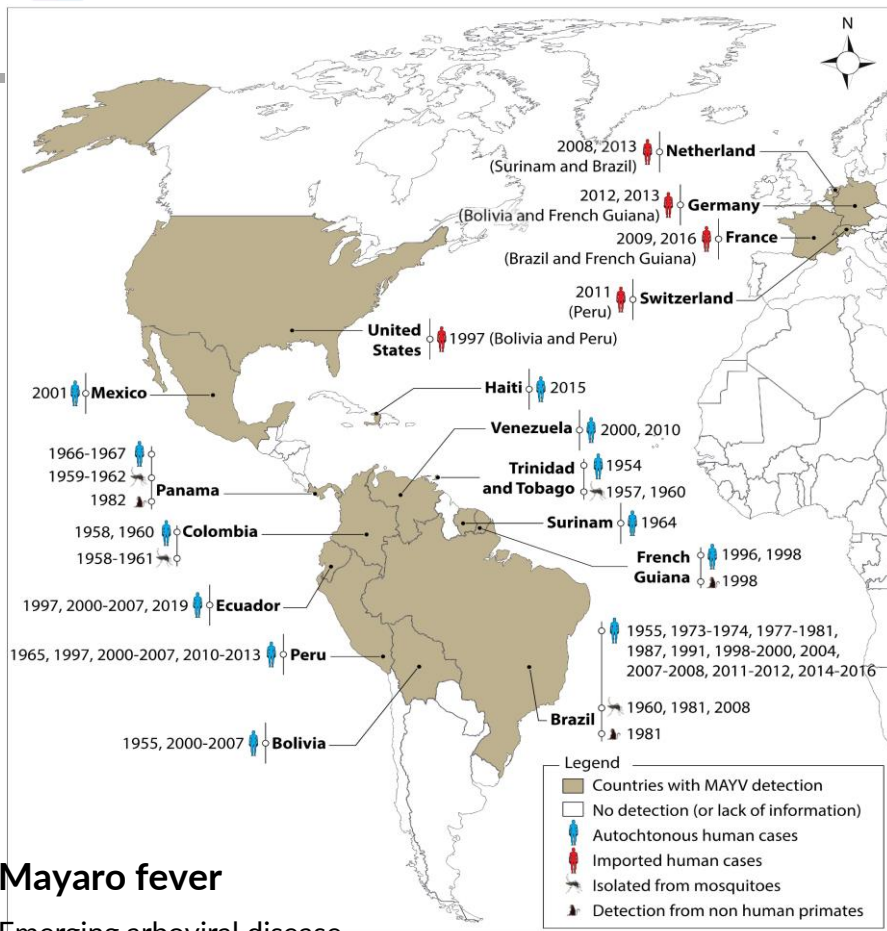 N
2008, 2013
(Surinam and Brazil)
Netherland
2012, 2013
(Bolivia and French Guiana)
Germany
2009, 2016
(Brazil and French Guiana)
France
2011
(Peru)
Switzerland
United
States
1997 (Bolivia and Peru)
2001
Mexico
Haiti
2015
Venezuela
2000, 2010
1966-1967
1959-1962
1982
Panama
Trinidad
and Tobago
1954
1957, 1960
1958, 1960
1958-1961
Colombia
Surinam
1964
French
Guiana
1996, 1998
1998
1997, 2000-2007, 2019
Ecuador
1965, 1997, 2000-2007, 2010-2013
Peru
1955, 1973-1974, 1977-1981,
1987, 1991, 1998-2000, 2004,
2007-2008, 2011-2012, 2014-2016
1960, 1981, 2008
1981
Brazil
1955, 2000-2007
Bolivia
Legend
Countries with MAYV detection
No detection (or lack of information)
Autochtonous human cases
Imported human cases
Isolated from mosquitoes
Detection from non human primates
Mayaro fever
Emerging arboviral disease